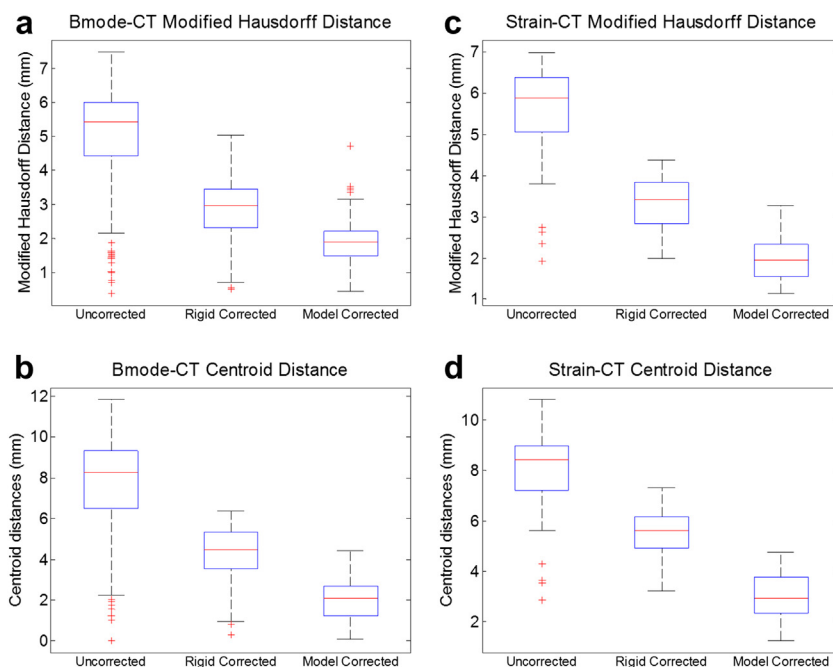 a
Bmode-CT Modified Hausdorff Distance
Modified Hausdorff Distance (mm)
7
6
5
4
3
2
1
Uncorrected Rigid Corrected Model Corrected
c
Strain-CT Modified Hausdorff Distance
Modified Hausdorff Distance (mm)
7
6
5
4
3
2
1
Uncorrected Rigid Corrected Model Corrected
b
Bmode-CT Centroid Distance
Centroid distances (mm)
12
10
8
6
4
2
0
Uncorrected Rigid Corrected Model Corrected
d
Strain-CT Centroid Distance
Centroid distances (mm)
10
8
6
4
2
Uncorrected Rigid Corrected Model Corrected